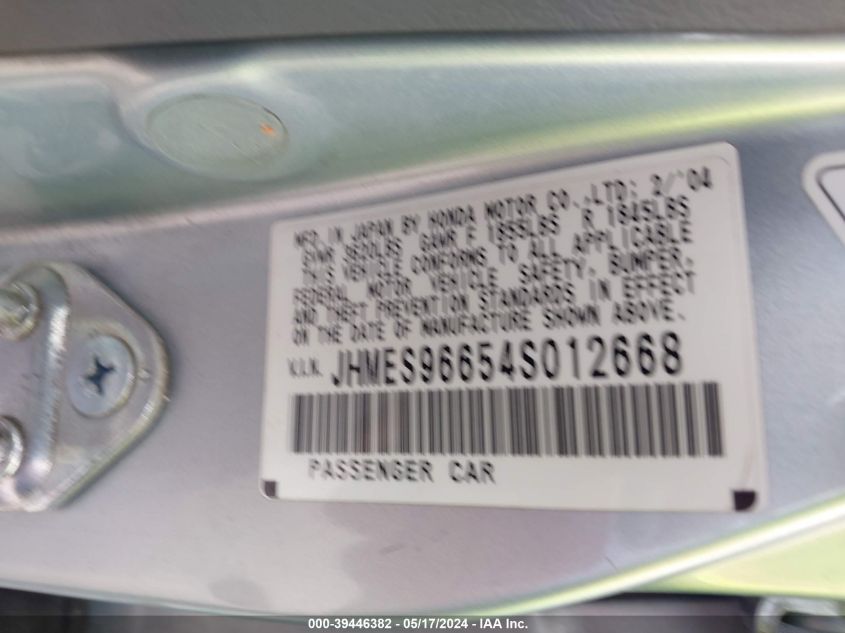 MFD. IN JAPAN BY HONDA MOTOR CO.,LTD: 2/'04
GVWR 3620LBS GAWR F 1855LBS R 1845LBS
THIS VEHICLE CONFORMS TO ALL APPLICABLE
FEDERAL MOTOR VEHICLE SAFETY, BUMPER,
AND THEFT PREVENTION STANDARDS IN EFFECT
ON THE DATE OF MANUFACTURE SHOWN ABOVE.
V.I.N. JHMES96654S012668
PASSENGER CAR
000-39446382 - 05/17/2024 - IAA Inc.